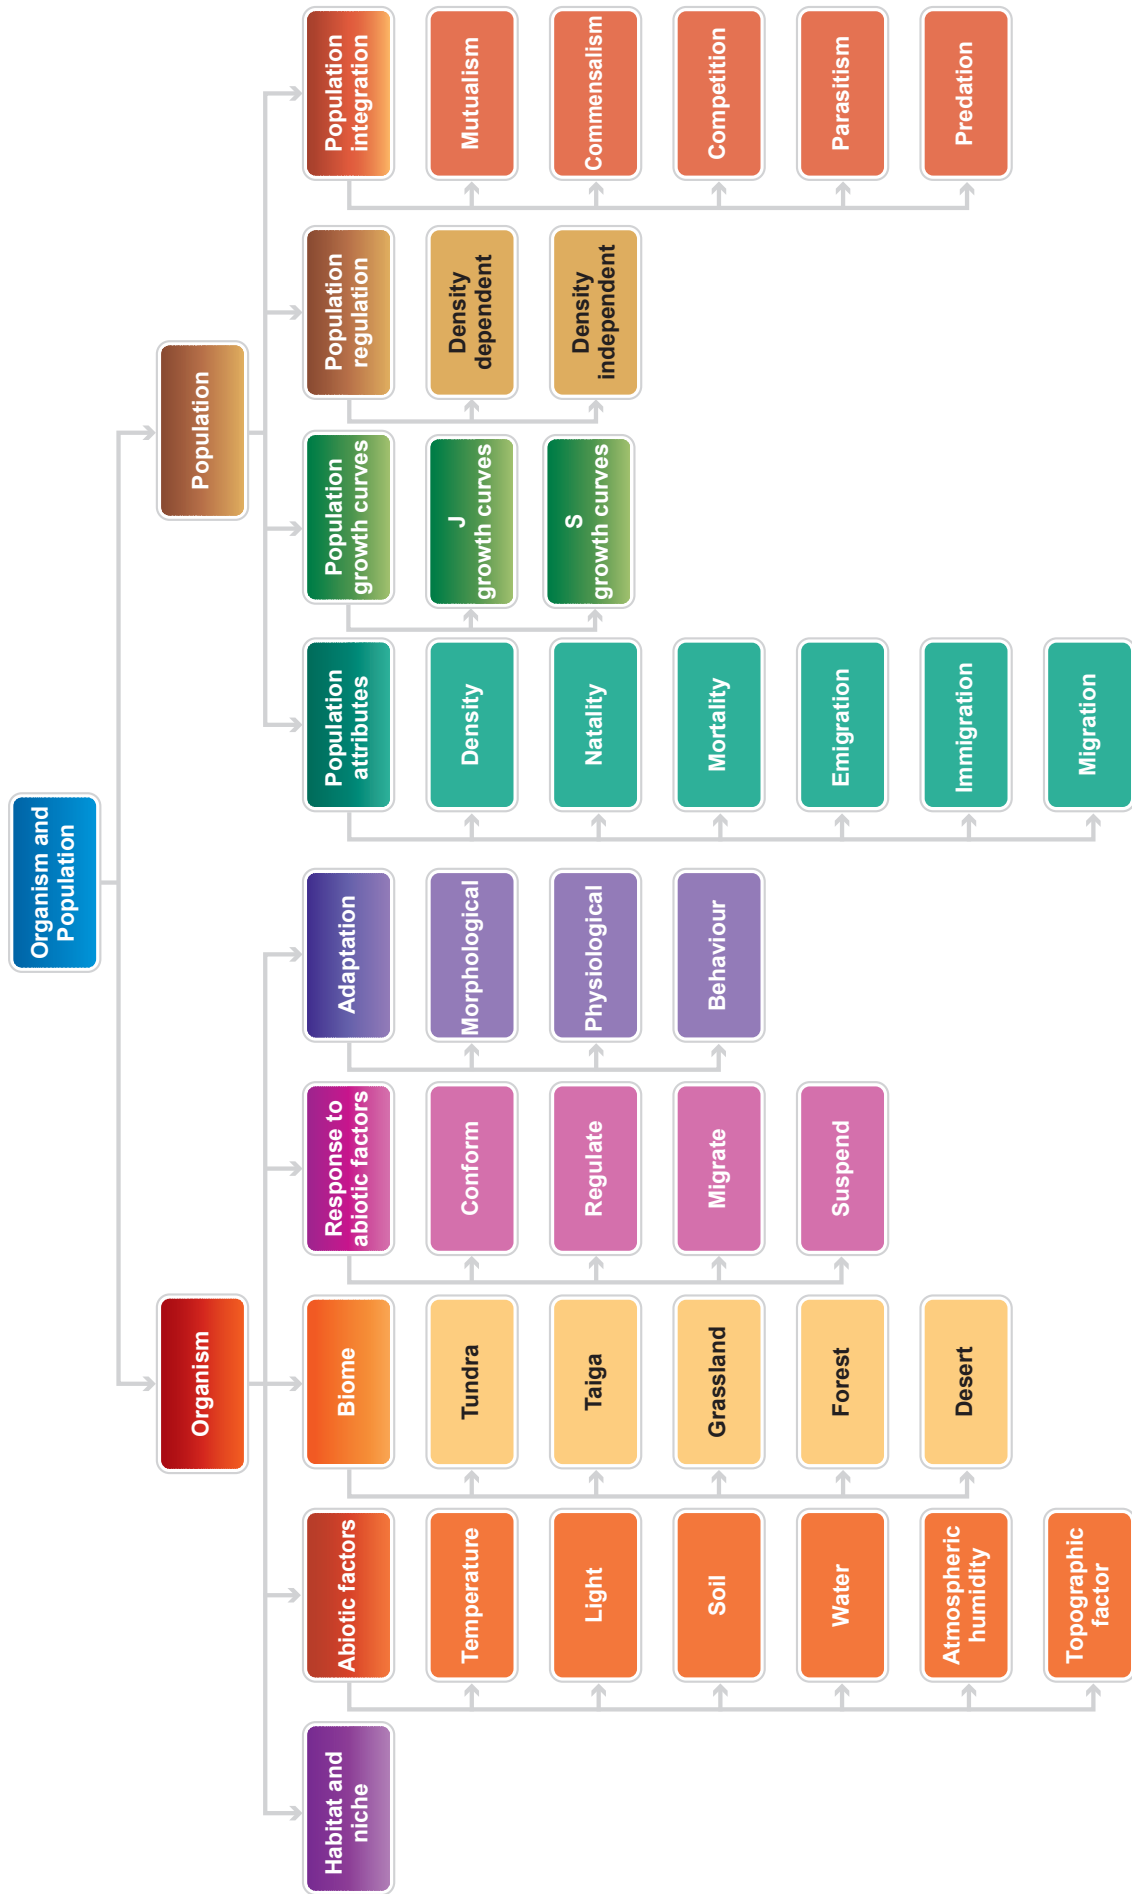 Organism and
Population
Organism
Population
Habitat and
niche
Abiotic factors
Temperature
Light
Soil
Water
Atmospheric
humidity
Topographic
factor
Biome
Tundra
Taiga
Grassland
Forest
Desert
Response to
abiotic factors
Conform
Regulate
Migrate
Suspend
Adaptation
Morphological
Physiological
Behaviour
Population
attributes
Density
Natality
Mortality
Emigration
Immigration
Migration
Population
growth curves
J
growth curves
S
growth curves
Population
regulation
Density
dependent
Density
independent
Population
integration
Mutualism
Commensalism
Competition
Parasitism
Predation